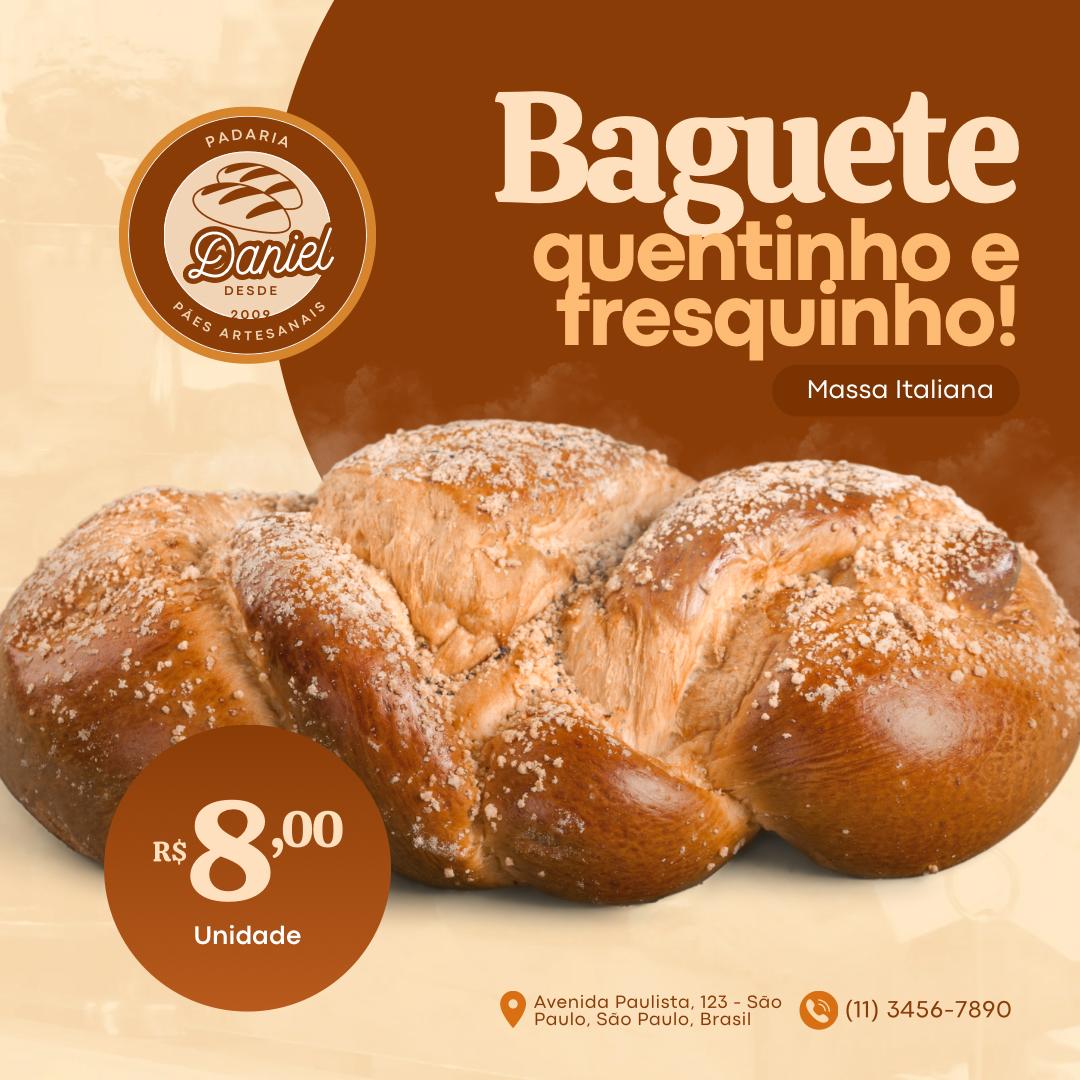 PADARIA
Daniel
DESDE
2009
PÃES ARTESANAIS
Baguete
quentinho e
fresquinho!
Massa Italiana
R$8,00
Unidade
Avenida Paulista, 123 - São
Paulo, São Paulo, Brasil
(11) 3456-7890